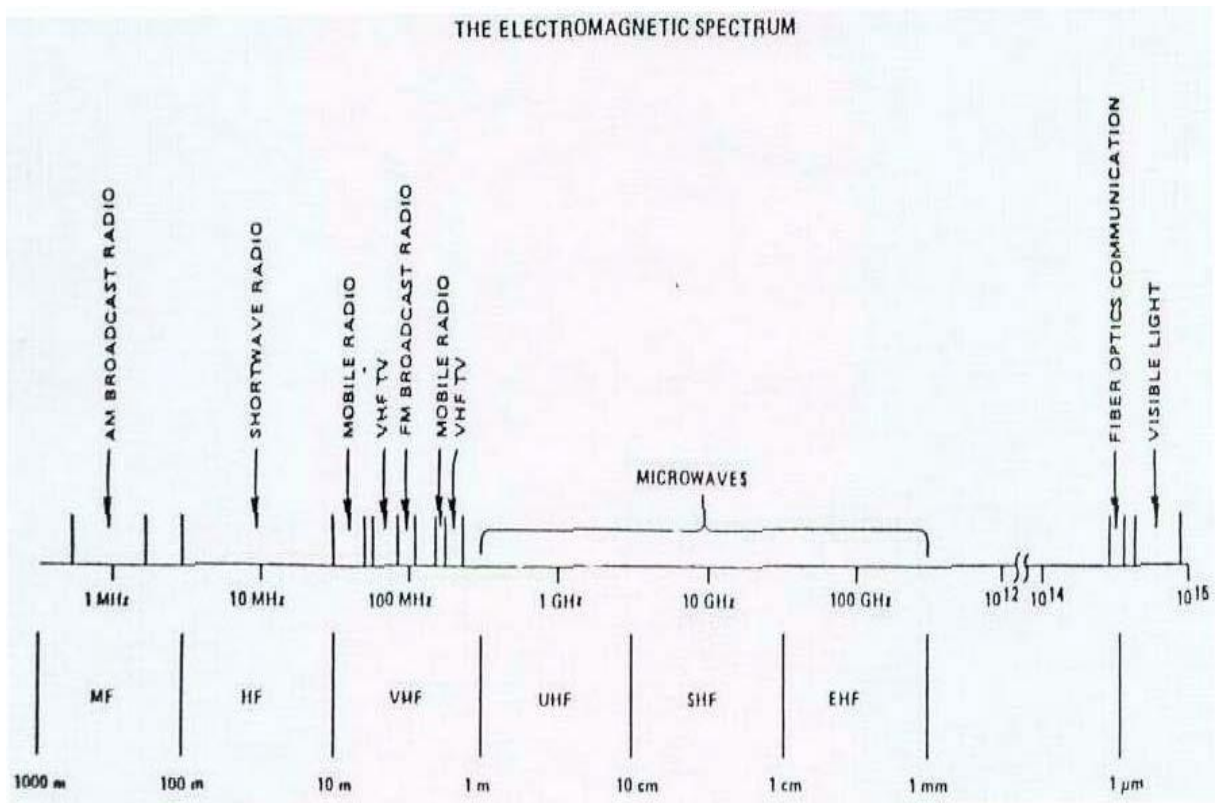 THE ELECTROMAGNETIC SPECTRUM
AM BROADCAST RADIO
SHORTWAVE RADIO
MOBILE RADIO
VHF TV
FM BROADCAST RADIO
MOBILE RADIO
VHF TV
FIBER OPTICS COMMUNICATION
VISIBLE LIGHT
MICROWAVES
1 MHz 10 MHz 100 MHz 1 GHz 10 GHz 100 GHz 10¹² 10¹⁴ 10¹⁵
MF HF VHF UHF SHF EHF
1000 m 100 m 10 m 1 m 10 cm 1 cm 1 mm 1 μm